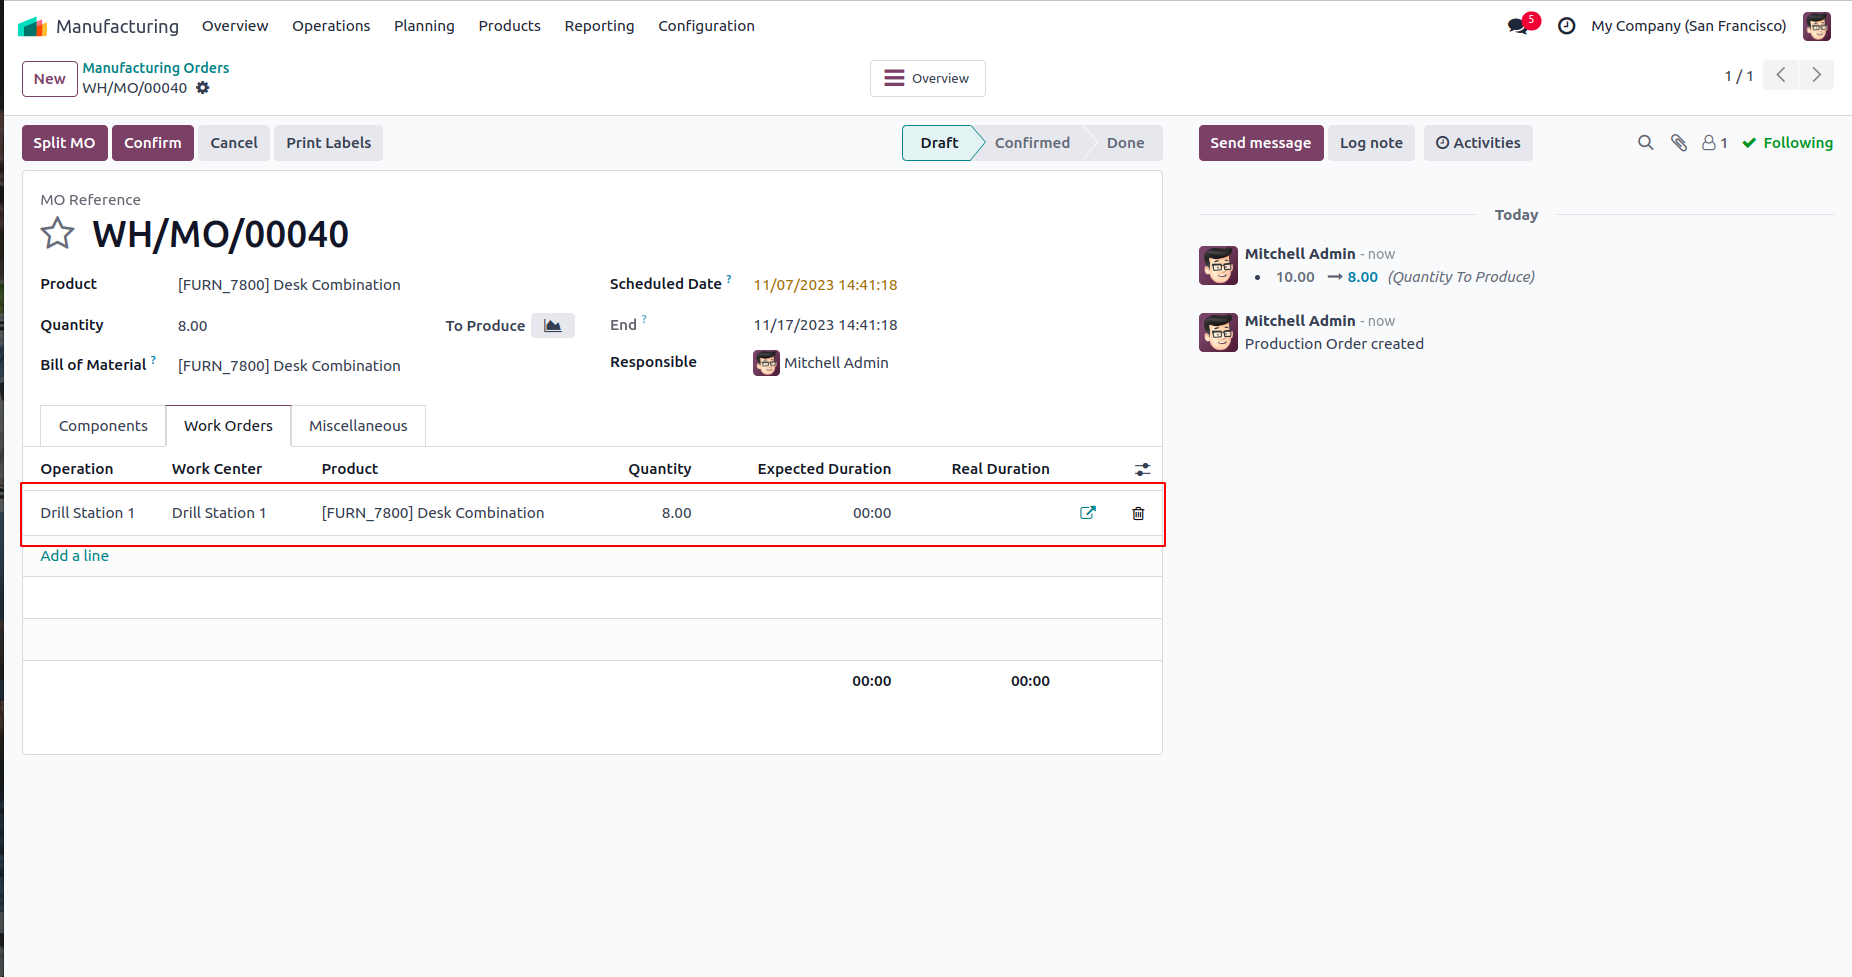 Manufacturing Overview Operations Planning Products Reporting Configuration 5 My Company (San Francisco)
New Manufacturing Orders
WH/MO/00040
Overview
1 / 1
Split MO Confirm Cancel Print Labels Draft Confirmed Done
Send message Log note Activities 1 Following
MO Reference
WH/MO/00040
Product [FURN_7800] Desk Combination
Quantity 8.00 To Produce
Bill of Material ? [FURN_7800] Desk Combination
Scheduled Date ? 11/07/2023 14:41:18
End ? 11/17/2023 14:41:18
Responsible Mitchell Admin
Components Work Orders Miscellaneous
Operation Work Center Product Quantity Expected Duration Real Duration
Drill Station 1 Drill Station 1 [FURN_7800] Desk Combination 8.00 00:00
Add a line
00:00 00:00
Today
Mitchell Admin - now
• 10.00 → 8.00 (Quantity To Produce)
Mitchell Admin - now
Production Order created